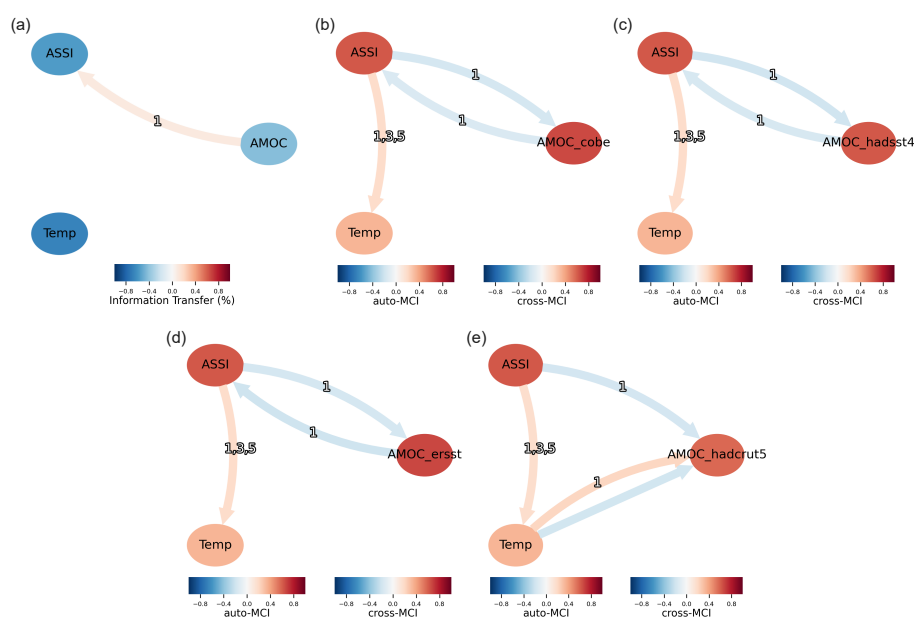 (a)
ASSI
1
AMOC
Temp
−0.8 −0.4 0.0 0.4 0.8
Information Transfer (%)
(b)
ASSI
1
1
1,3,5
AMOC_cobe
Temp
−0.8 −0.4 0.0 0.4 0.8
auto-MCI
−0.8 −0.4 0.0 0.4 0.8
cross-MCI
(c)
ASSI
1
1
1,3,5
AMOC_hadsst4
Temp
−0.8 −0.4 0.0 0.4 0.8
auto-MCI
−0.8 −0.4 0.0 0.4 0.8
cross-MCI
(d)
ASSI
1
1
1,3,5
AMOC_ersst
Temp
−0.8 −0.4 0.0 0.4 0.8
auto-MCI
−0.8 −0.4 0.0 0.4 0.8
cross-MCI
(e)
ASSI
1
1,3,5
AMOC_hadcrut5
1
Temp
−0.8 −0.4 0.0 0.4 0.8
auto-MCI
−0.8 −0.4 0.0 0.4 0.8
cross-MCI